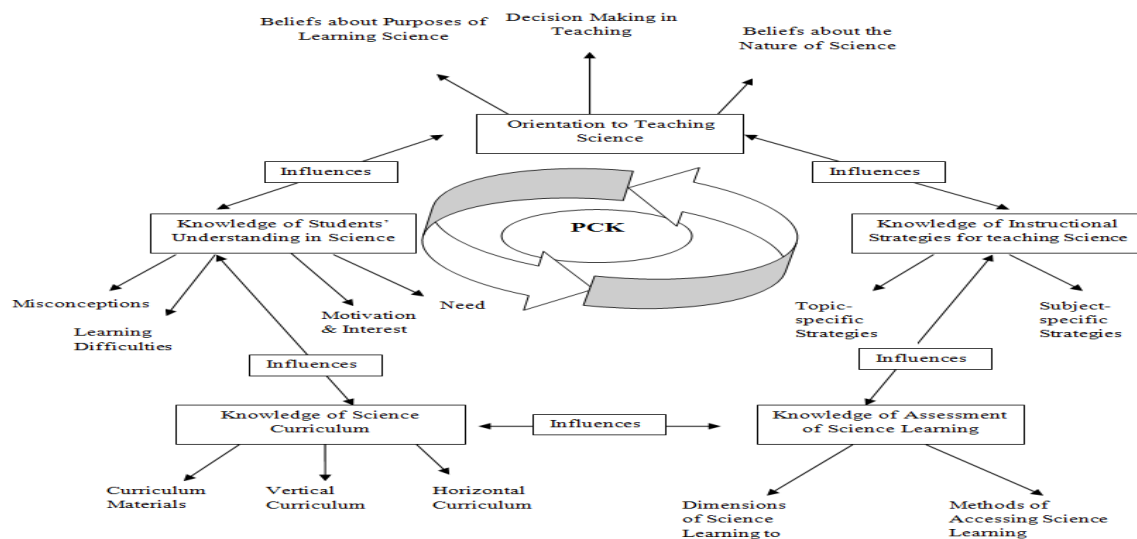 Beliefs about Purposes of
Learning Science
Decision Making in
Teaching
Beliefs about the
Nature of Science
Orientation to Teaching
Science
Influences
Influences
Knowledge of Students'
Understanding in Science
PCK
Knowledge of Instructional
Strategies for teaching Science
Misconceptions
Learning
Difficulties
Motivation
& Interest
Need
Topic-
specific
Strategies
Subject-
specific
Strategies
Influences
Influences
Knowledge of Science
Curriculum
Influences
Knowledge of Assessment
of Science Learning
Curriculum
Materials
Vertical
Curriculum
Horizontal
Curriculum
Dimensions
of Science
Learning to
Methods of
Accessing Science
Learning